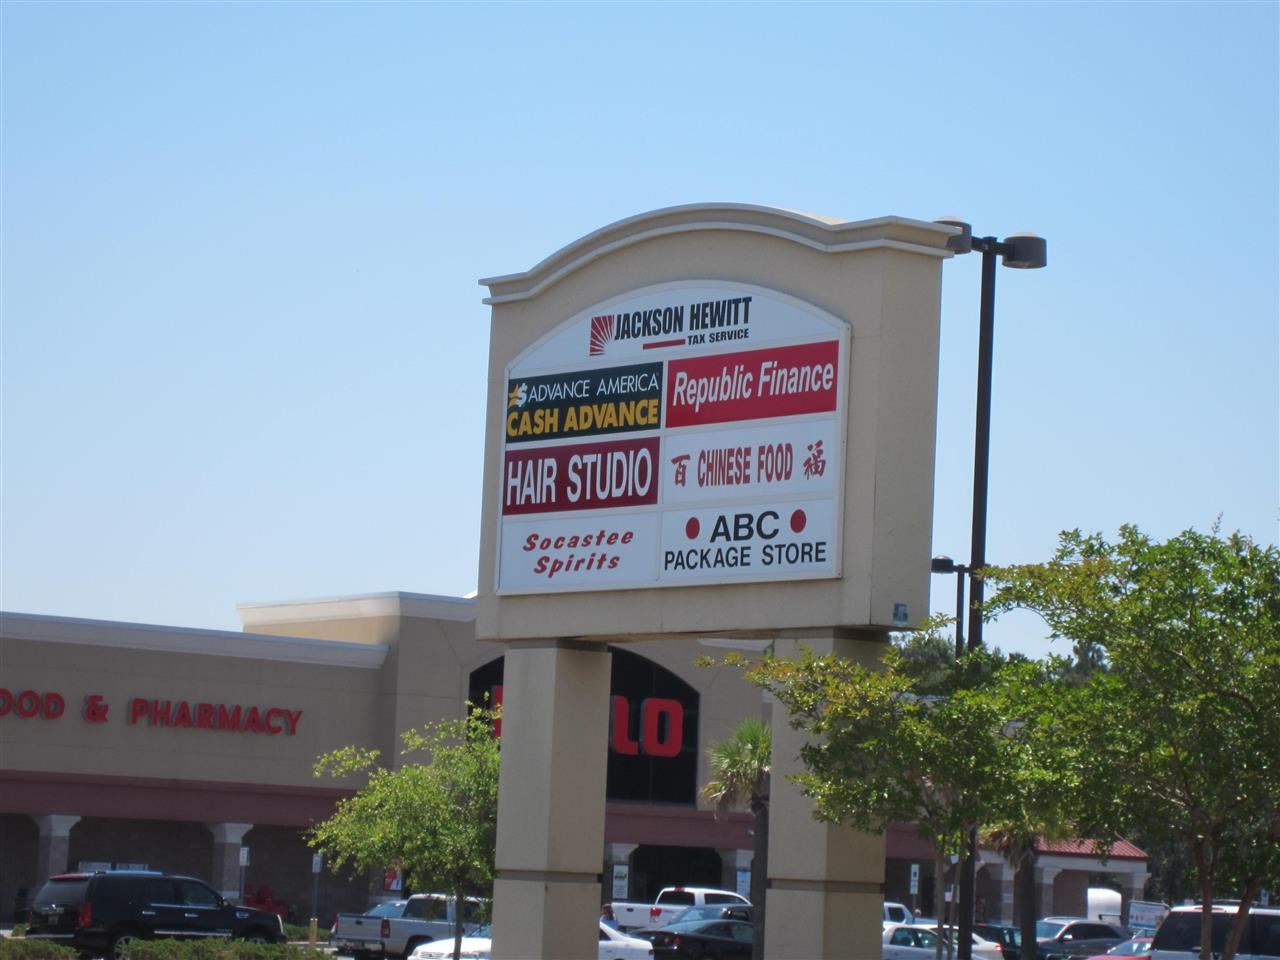 JACKSON HEWITT
TAX SERVICE
$ADVANCE AMERICA
CASH ADVANCE
Republic Finance
HAIR STUDIO
百 CHINESE FOOD 福
Socastee
Spirits
ABC
PACKAGE STORE
OOD & PHARMACY
LO